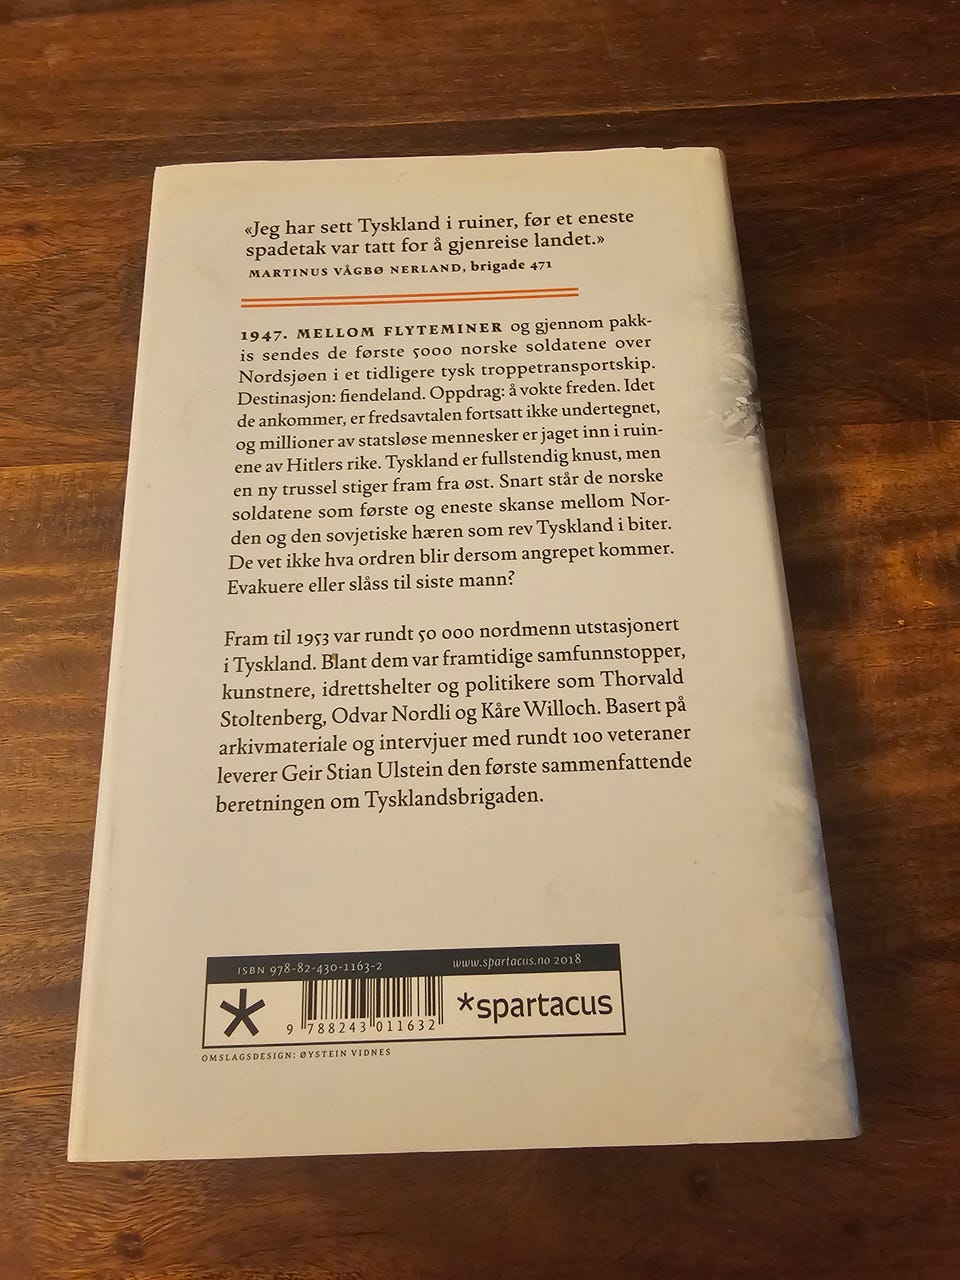 «Jeg har sett Tyskland i ruiner, før et eneste
spadetak var tatt for å gjenreise landet.»
MARTINUS VÅGBØ NERLAND, brigade 471
1947. MELLOM FLYTEMINER og gjennom pakk-
is sendes de første 5000 norske soldatene over
Nordsjøen i et tidligere tysk troppetransportskip.
Destinasjon: fiendeland. Oppdrag: å vokte freden. Idet
de ankommer, er fredsavtalen fortsatt ikke undertegnet,
og millioner av statsløse mennesker er jaget inn i ruin-
ene av Hitlers rike. Tyskland er fullstendig knust, men
en ny trussel stiger fram fra øst. Snart står de norske
soldatene som første og eneste skanse mellom Nor-
den og den sovjetiske hæren som rev Tyskland i biter.
De vet ikke hva ordren blir dersom angrepet kommer.
Evakuere eller slåss til siste mann?
Fram til 1953 var rundt 50 000 nordmenn utstasjonert
i Tyskland. Blant dem var framtidige samfunnstopper,
kunstnere, idrettshelter og politikere som Thorvald
Stoltenberg, Odvar Nordli og Kåre Willoch. Basert på
arkivmateriale og intervjuer med rundt 100 veteraner
leverer Geir Stian Ulstein den første sammenfattende
beretningen om Tysklandsbrigaden.
ISBN 978-82-430-1163-2 www.spartacus.no 2018
*spartacus
9 788243 011632
OMSLAGSDESIGN: ØYSTEIN VIDNES